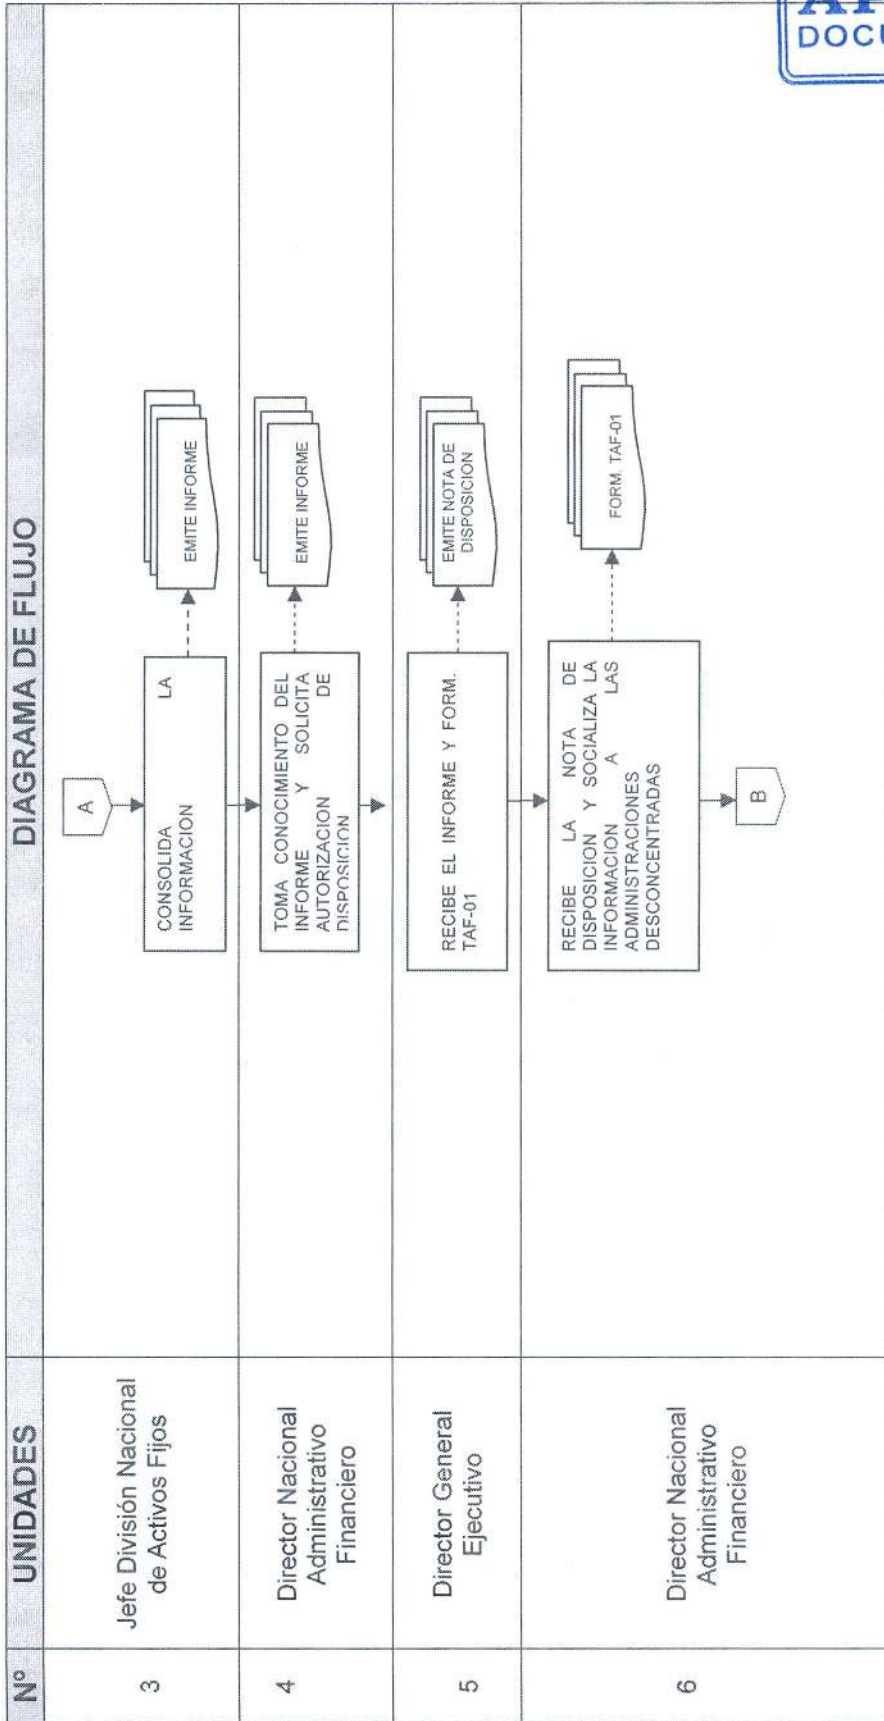 Nº UNIDADES DIAGRAMA DE FLUJO
3
Jefe División Nacional
de Activos Fijos
A
CONSOLIDA LA
INFORMACION
EMITE INFORME
4
Director Nacional
Administrativo
Financiero
TOMA CONOCIMIENTO DEL
INFORME Y SOLICITA
AUTORIZACION DE
DISPOSICION
EMITE INFORME
5
Director General
Ejecutivo
RECIBE EL INFORME Y FORM.
TAF-01
EMITE NOTA DE
DISPOSICION
6
Director Nacional
Administrativo
Financiero
RECIBE LA NOTA DE
DISPOSICION Y SOCIALIZA LA
INFORMACION A LAS
ADMINISTRACIONES
DESCONCENTRADAS
FORM. TAF-01
B